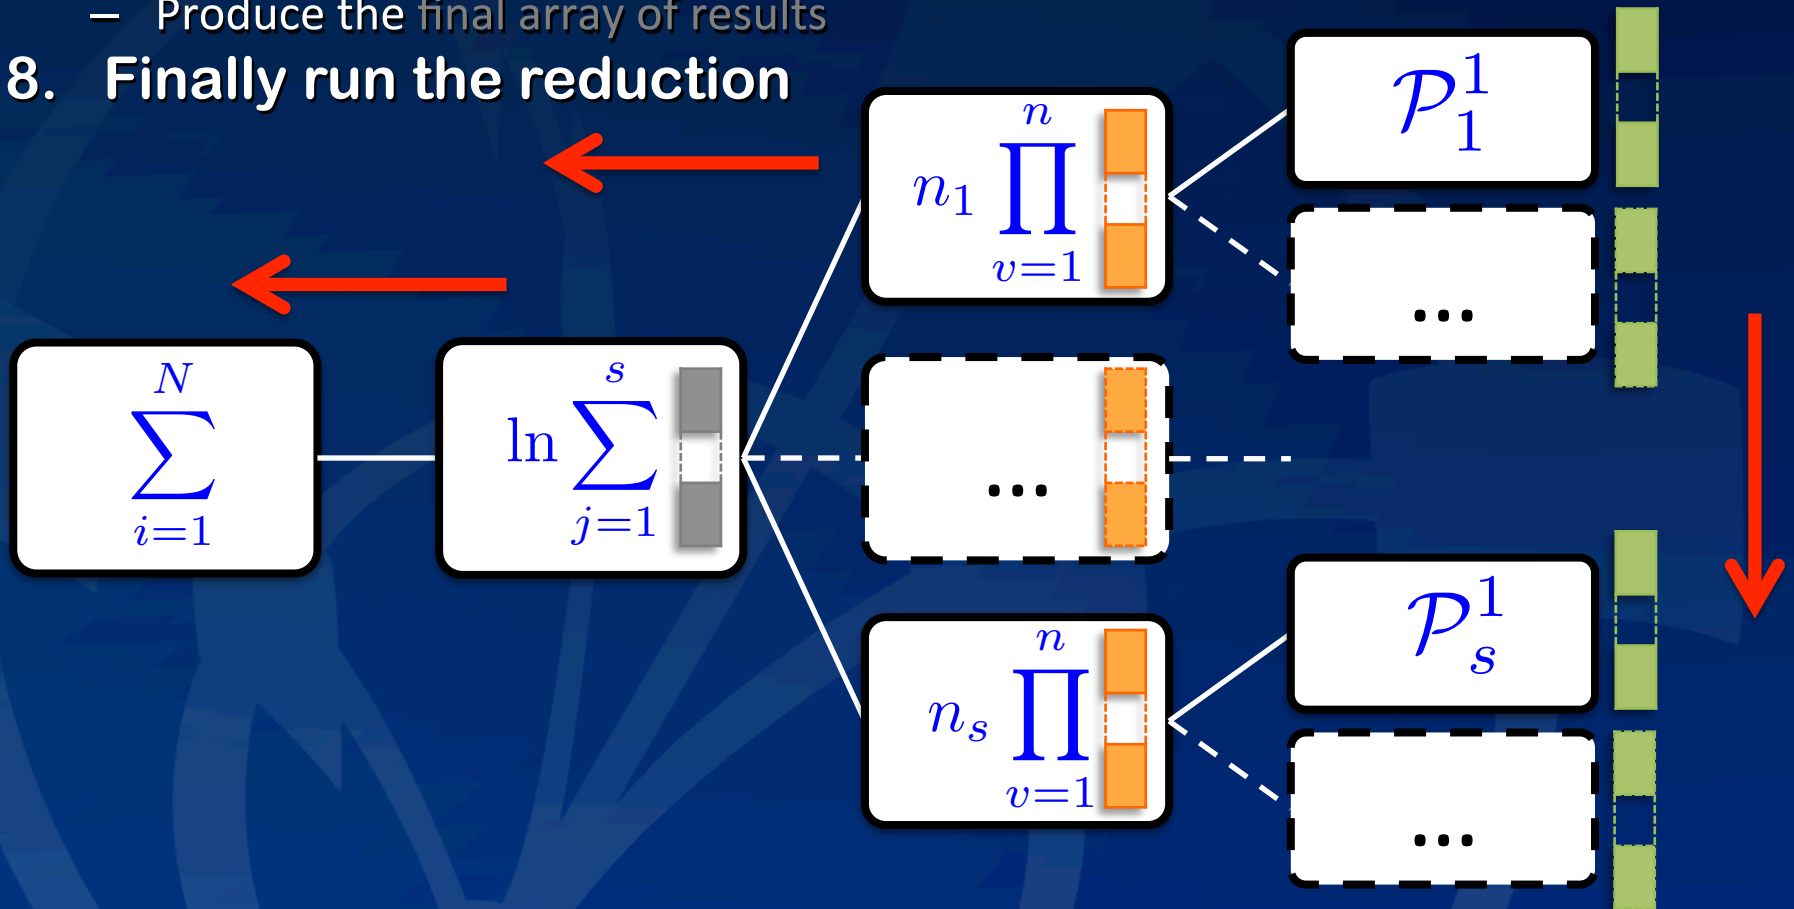 – Produce the final array of results
8. Finally run the reduction
N
∑
i=1
s
ln ∑
j=1
n
n₁ ∏
v=1
...
n
nₛ ∏
v=1
𝒫¹₁
...
𝒫¹ₛ
...